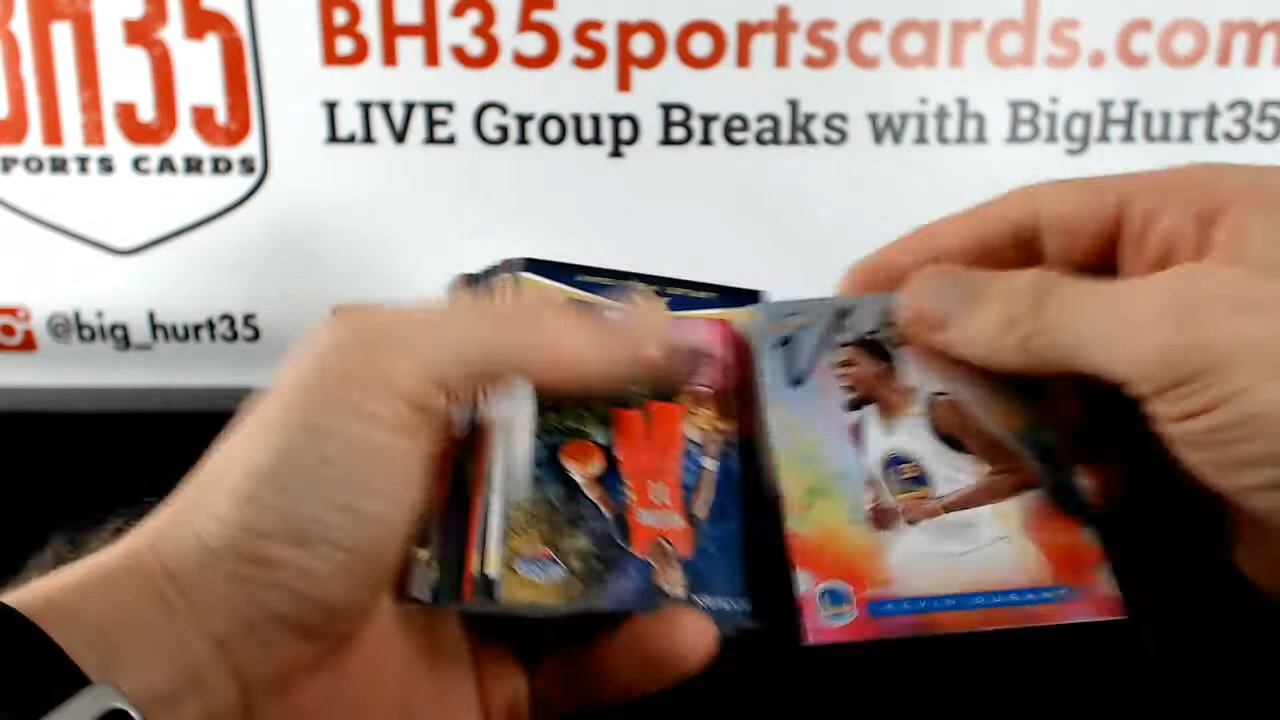 BH35
SPORTS CARDS
BH35sportscards.com
LIVE Group Breaks with BigHurt35
@big_hurt35
KEVIN DURANT